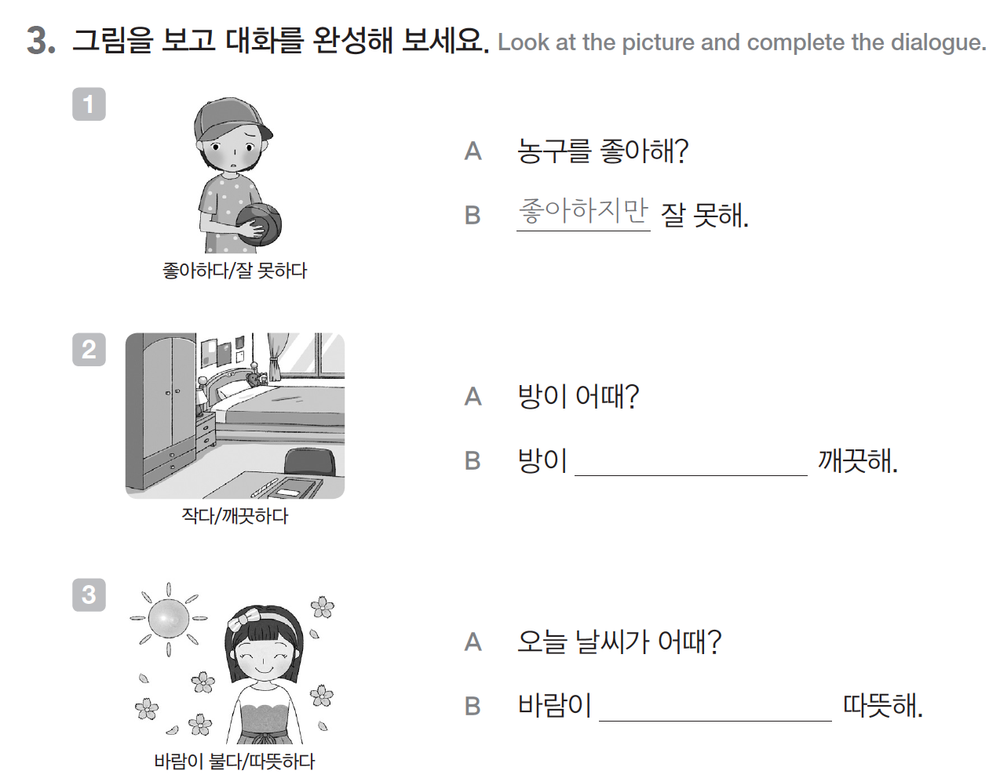 3. 그림을 보고 대화를 완성해 보세요. Look at the picture and complete the dialogue.
1
A 농구를 좋아해?
B 좋아하지만 잘 못해.
좋아하다/잘 못하다
2
A 방이 어때?
B 방이 깨끗해.
작다/깨끗하다
3
A 오늘 날씨가 어때?
B 바람이 따뜻해.
바람이 불다/따뜻하다